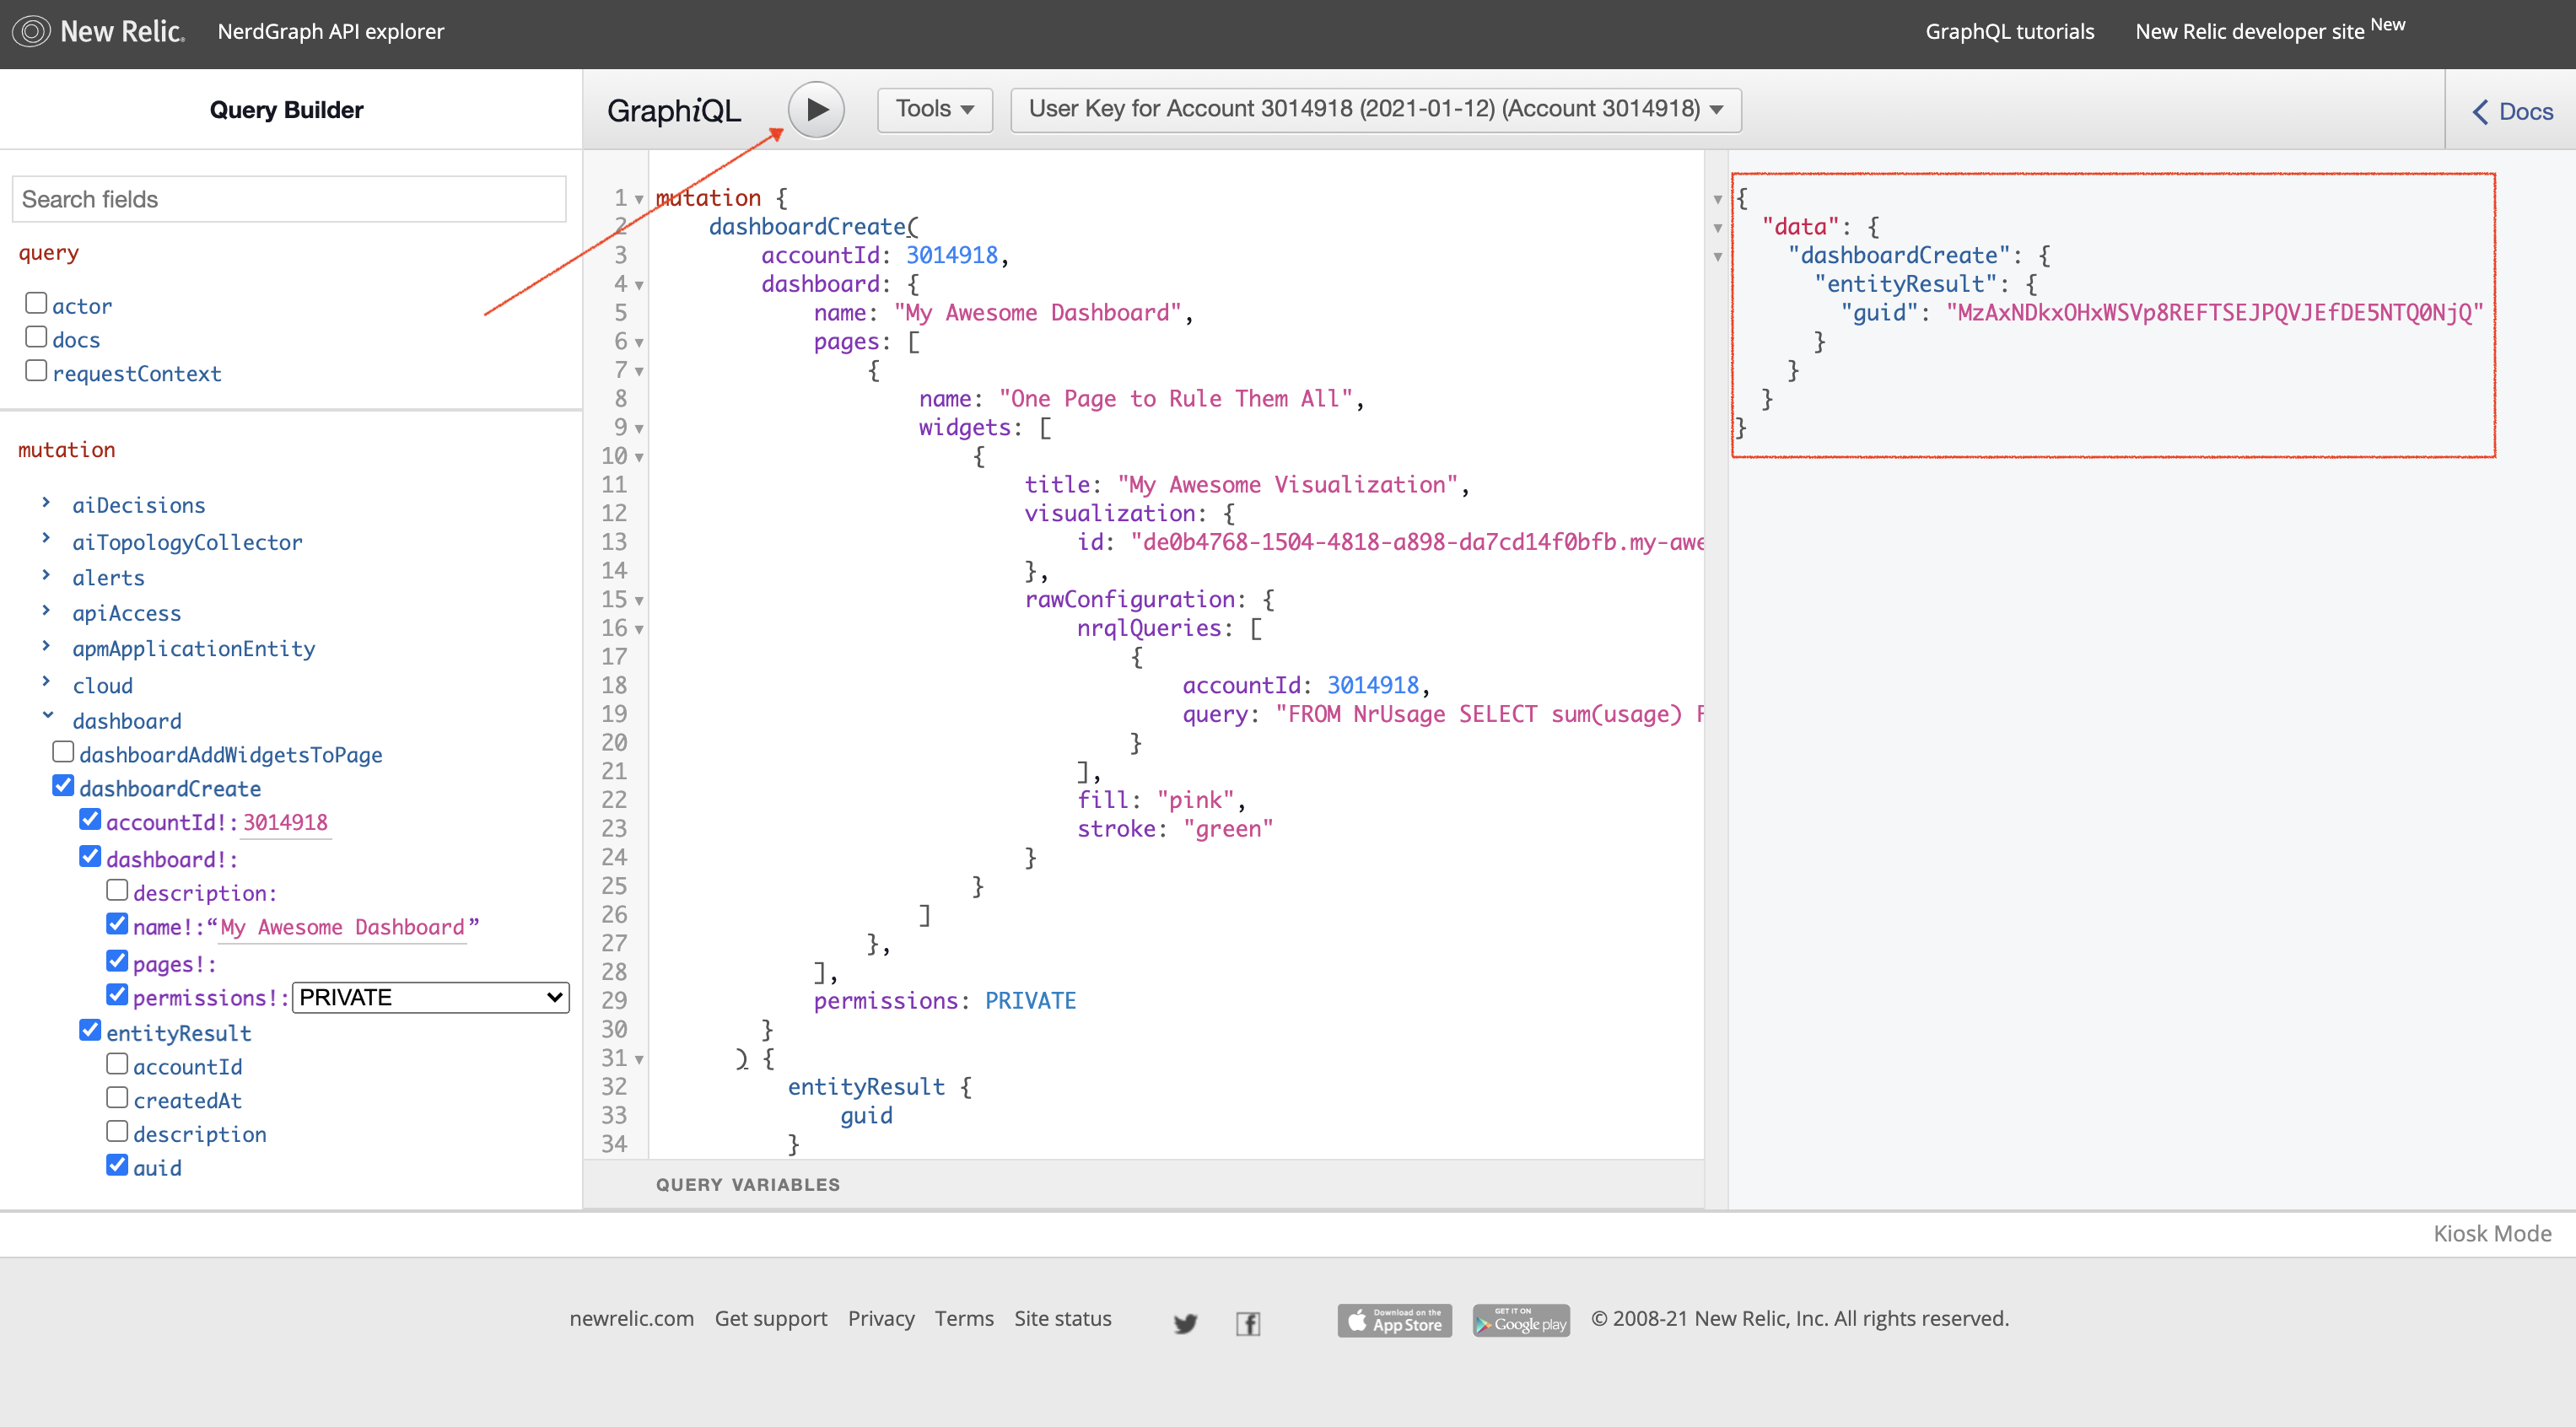 New Relic. NerdGraph API explorer GraphQL tutorials New Relic developer site New
Query Builder
GraphiQL Tools User Key for Account 3014918 (2021-01-12) (Account 3014918) Docs
Search fields
query
actor
docs
requestContext
mutation
aiDecisions
aiTopologyCollector
alerts
apiAccess
apmApplicationEntity
cloud
dashboard
dashboardAddWidgetsToPage
dashboardCreate
accountId!: 3014918
dashboard!:
description:
name!:“My Awesome Dashboard”
pages!:
permissions!: PRIVATE
entityResult
accountId
createdAt
description
guid
1 mutation {
2 dashboardCreate(
3 accountId: 3014918,
4 dashboard: {
5 name: "My Awesome Dashboard",
6 pages: [
7 {
8 name: "One Page to Rule Them All",
9 widgets: [
10 {
11 title: "My Awesome Visualization",
12 visualization: {
13 id: "de0b4768-1504-4818-a898-da7cd14f0bfb.my-awe
14 },
15 rawConfiguration: {
16 nrqlQueries: [
17 {
18 accountId: 3014918,
19 query: "FROM NrUsage SELECT sum(usage) F
20 }
21 ],
22 fill: "pink",
23 stroke: "green"
24 }
25 }
26 ]
27 },
28 ],
29 permissions: PRIVATE
30 }
31 ) {
32 entityResult {
33 guid
34 }
QUERY VARIABLES
{
"data": {
"dashboardCreate": {
"entityResult": {
"guid": "MzAxNDkxOHxWSVp8REFTSEJPQVJEfDE5NTQ0NjQ"
}
}
}
}
Kiosk Mode
newrelic.com Get support Privacy Terms Site status Download on the App Store GET IT ON Google play © 2008-21 New Relic, Inc. All rights reserved.